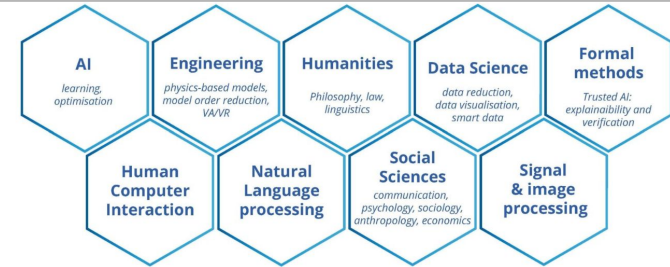 AI
learning,
optimisation
Engineering
physics-based models,
model order reduction,
VA/VR
Humanities
Philosophy, law,
linguistics
Data Science
data reduction,
data visualisation,
smart data
Formal
methods
Trusted AI:
explainaibility and
verification
Human
Computer
Interaction
Natural
Language
processing
Social
Sciences
communication,
psychology, sociology,
anthropology, economics
Signal
& image
processing